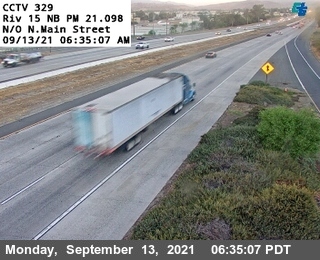 CCTV 329
Riv 15 NB PM 21.098
N/O N.Main Street
09/13/21 06:35:07 AM
Monday, September 13, 2021 06:35:07 PDT